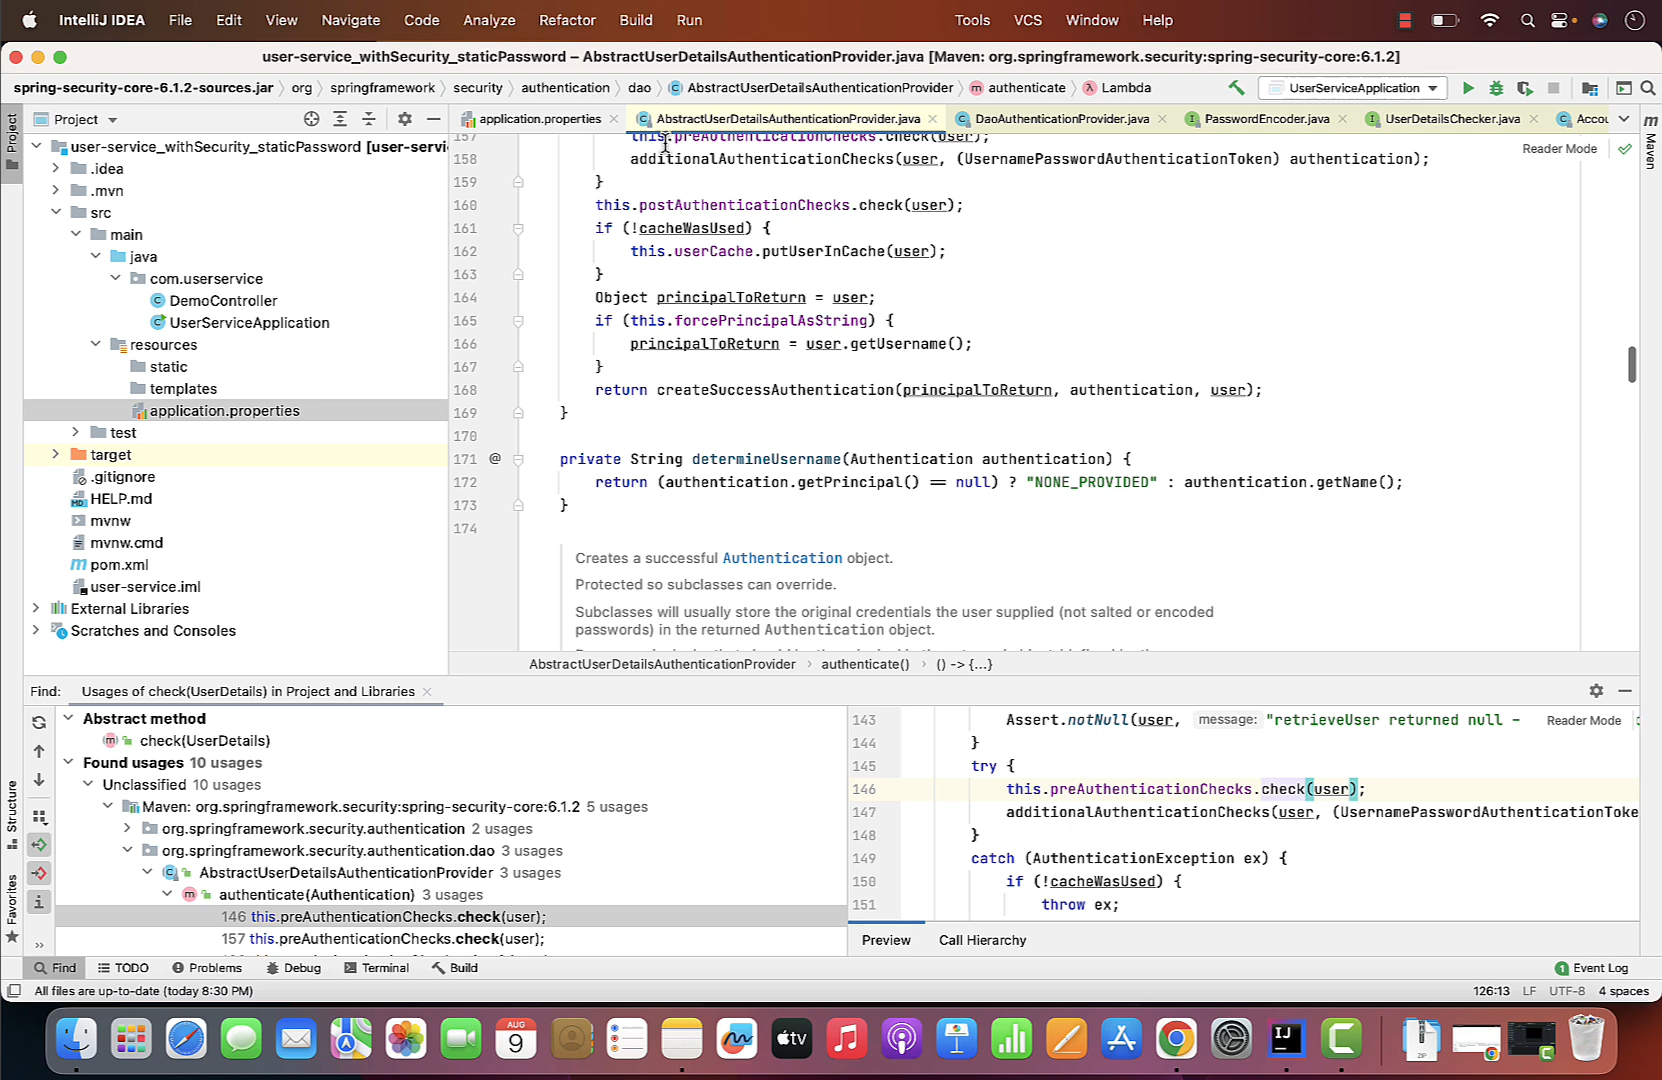 IntelliJ IDEA File Edit View Navigate Code Analyze Refactor Build Run Tools VCS Window Help
user-service_withSecurity_staticPassword – AbstractUserDetailsAuthenticationProvider.java [Maven: org.springframework.security:spring-security-core:6.1.2]
spring-security-core-6.1.2-sources.jar org springframework security authentication dao AbstractUserDetailsAuthenticationProvider authenticate Lambda UserServiceApplication
Project
application.properties AbstractUserDetailsAuthenticationProvider.java DaoAuthenticationProvider.java PasswordEncoder.java UserDetailsChecker.java Accou
Project
Maven
Reader Mode
user-service_withSecurity_staticPassword [user-servi
.idea
.mvn
src
main
java
com.userservice
DemoController
UserServiceApplication
resources
static
templates
application.properties
test
target
.gitignore
HELP.md
mvnw
mvnw.cmd
pom.xml
user-service.iml
External Libraries
Scratches and Consoles
157 this.preAuthenticationChecks.check(user);
158 additionalAuthenticationChecks(user, (UsernamePasswordAuthenticationToken) authentication);
159 }
160 this.postAuthenticationChecks.check(user);
161 if (!cacheWasUsed) {
162 this.userCache.putUserInCache(user);
163 }
164 Object principalToReturn = user;
165 if (this.forcePrincipalAsString) {
166 principalToReturn = user.getUsername();
167 }
168 return createSuccessAuthentication(principalToReturn, authentication, user);
169 }
170
171 @ private String determineUsername(Authentication authentication) {
172 return (authentication.getPrincipal() == null) ? "NONE_PROVIDED" : authentication.getName();
173 }
174
Creates a successful Authentication object.
Protected so subclasses can override.
Subclasses will usually store the original credentials the user supplied (not salted or encoded
passwords) in the returned Authentication object.
AbstractUserDetailsAuthenticationProvider authenticate() () -> {...}
Find: Usages of check(UserDetails) in Project and Libraries
Abstract method
check(UserDetails)
Found usages 10 usages
Unclassified 10 usages
Maven: org.springframework.security:spring-security-core:6.1.2 5 usages
org.springframework.security.authentication 2 usages
org.springframework.security.authentication.dao 3 usages
AbstractUserDetailsAuthenticationProvider 3 usages
authenticate(Authentication) 3 usages
146 this.preAuthenticationChecks.check(user);
157 this.preAuthenticationChecks.check(user);
Structure
Favorites
143 Assert.notNull(user, message: "retrieveUser returned null - Reader Mode
144 }
145 try {
146 this.preAuthenticationChecks.check(user);
147 additionalAuthenticationChecks(user, (UsernamePasswordAuthenticationToke
148 }
149 catch (AuthenticationException ex) {
150 if (!cacheWasUsed) {
151 throw ex;
Preview Call Hierarchy
Find TODO Problems Debug Terminal Build 1 Event Log
All files are up-to-date (today 8:30 PM) 126:13 LF UTF-8 4 spaces
AUG
9
tv
IJ
ZIP